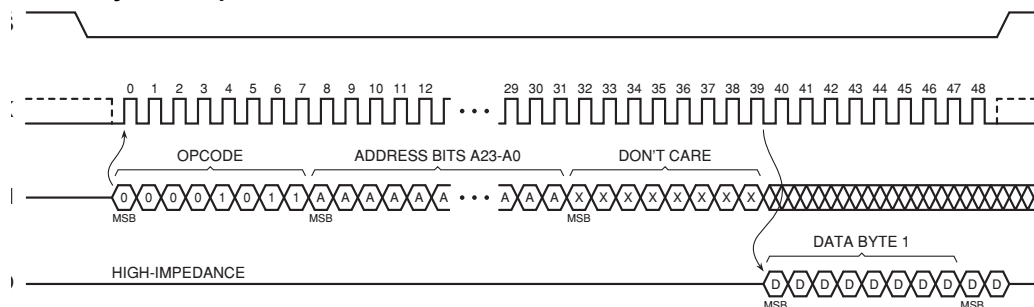 0 1 2 3 4 5 6 7 8 9 10 11 12 29 30 31 32 33 34 35 36 37 38 39 40 41 42 43 44 45 46 47 48
OPCODE ADDRESS BITS A23-A0 DON'T CARE
0 0 0 0 1 0 1 1 A A A A A A A A A X X X X X X X X
MSB MSB MSB
DATA BYTE 1
HIGH-IMPEDANCE
D D D D D D D D D D
MSB MSB